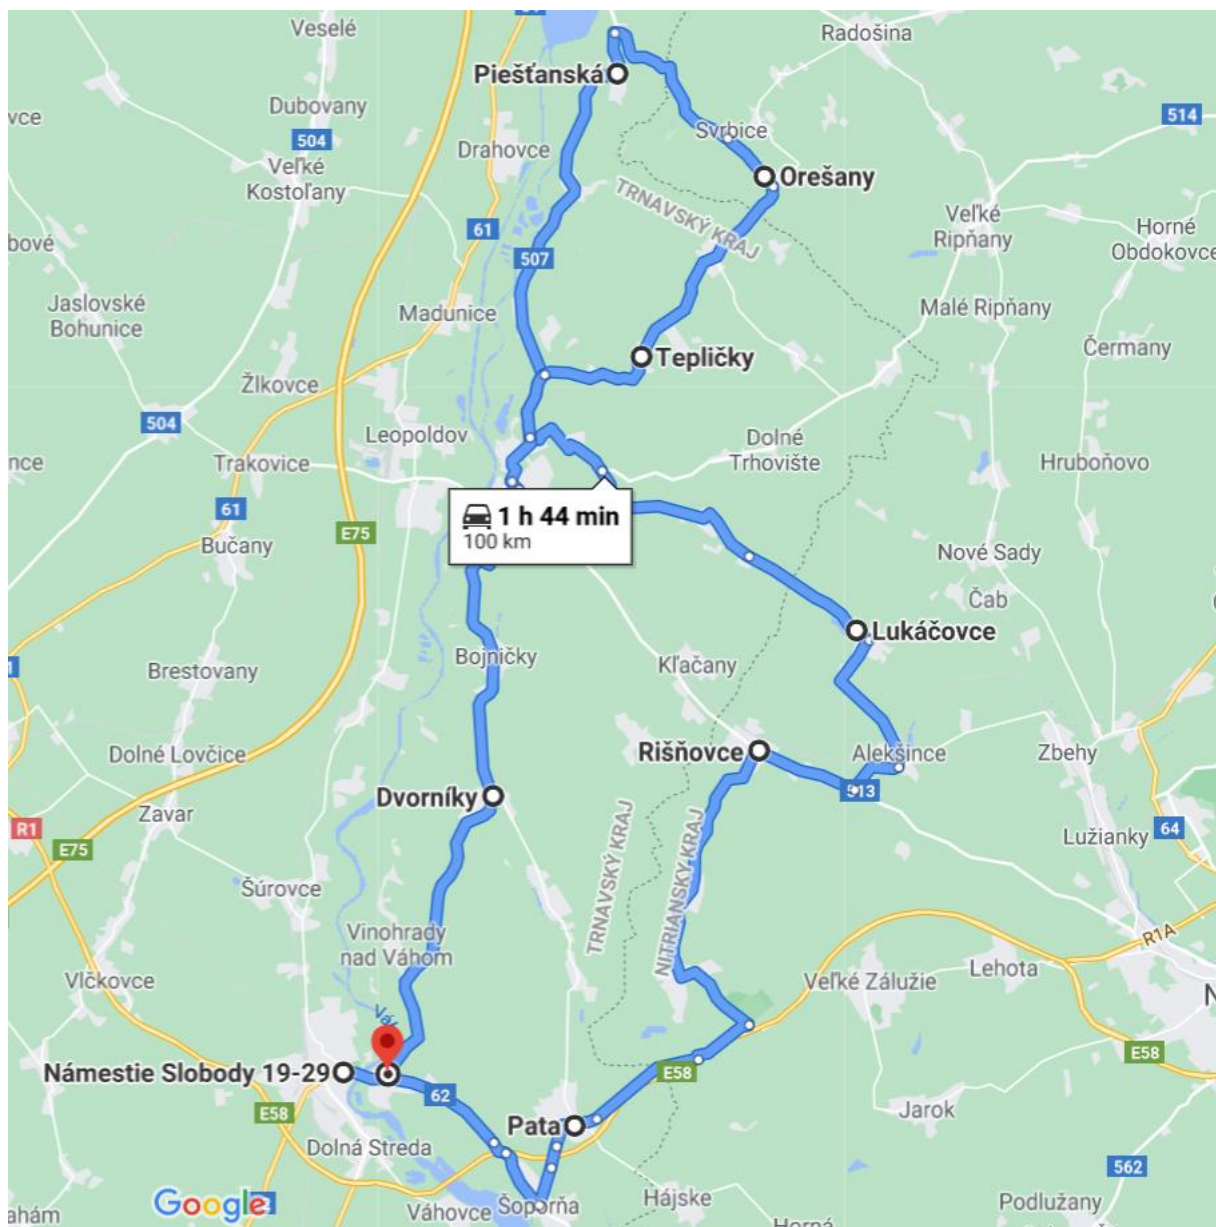 Veselé
Radošina
vce
Piešťanská
Dubovany
514
504
Drahovce
Svrbice
Veľké
Kostoľany
Orešany
TRNAVSKÝ KRAJ
Veľké
Ripňany
Horné
Obdokovce
61
bové
507
Jaslovské
Bohunice
Madunice
Malé Ripňany
Čermany
Tepličky
Žlkovce
504
Leopoldov
Dolné
Trhovište
nce
Trakovice
Hruboňovo
61
1 h 44 min
100 km
E75
Bučany
Nové Sady
Čab
Lukáčovce
Bojničky
Kľačany
Brestovany
Rišňovce
Alekšince
Zbehy
Dolné Lovčice
513
Dvorníky
Zavar
R1
64
E75
Lužianky
TRNAVSKÝ KRAJ
NITRIANSKY KRAJ
Šúrovce
Vinohrady
nad Váhom
R1A
Vlčkovce
Lehota
Veľké Zálužie
N
Váh
E58
Námestie Slobody 19-29
E58
62
E58
Jarok
Pata
Dolná Streda
562
Google
Šoporňa
Hájske
Podlužany
Váhovce
ahám
Horná